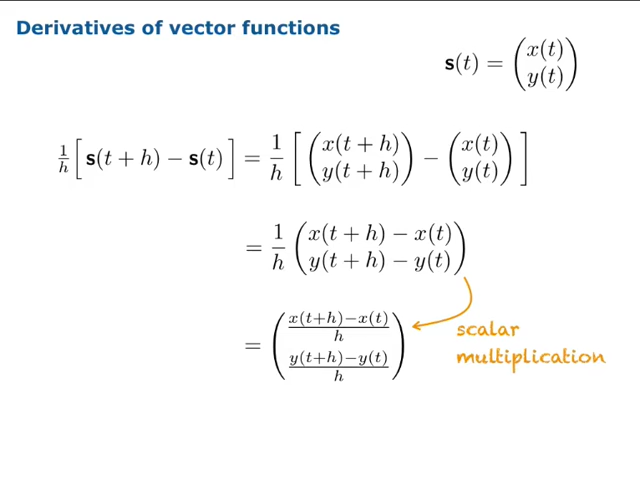 Derivatives of vector functions
s(t) = (x(t)
y(t))
1/h [s(t + h) − s(t)] = 1/h [(x(t + h)
y(t + h)) − (x(t)
y(t))]
= 1/h (x(t + h) − x(t)
y(t + h) − y(t))
= (x(t+h)−x(t)/h
y(t+h)−y(t)/h)
scalar
multiplication